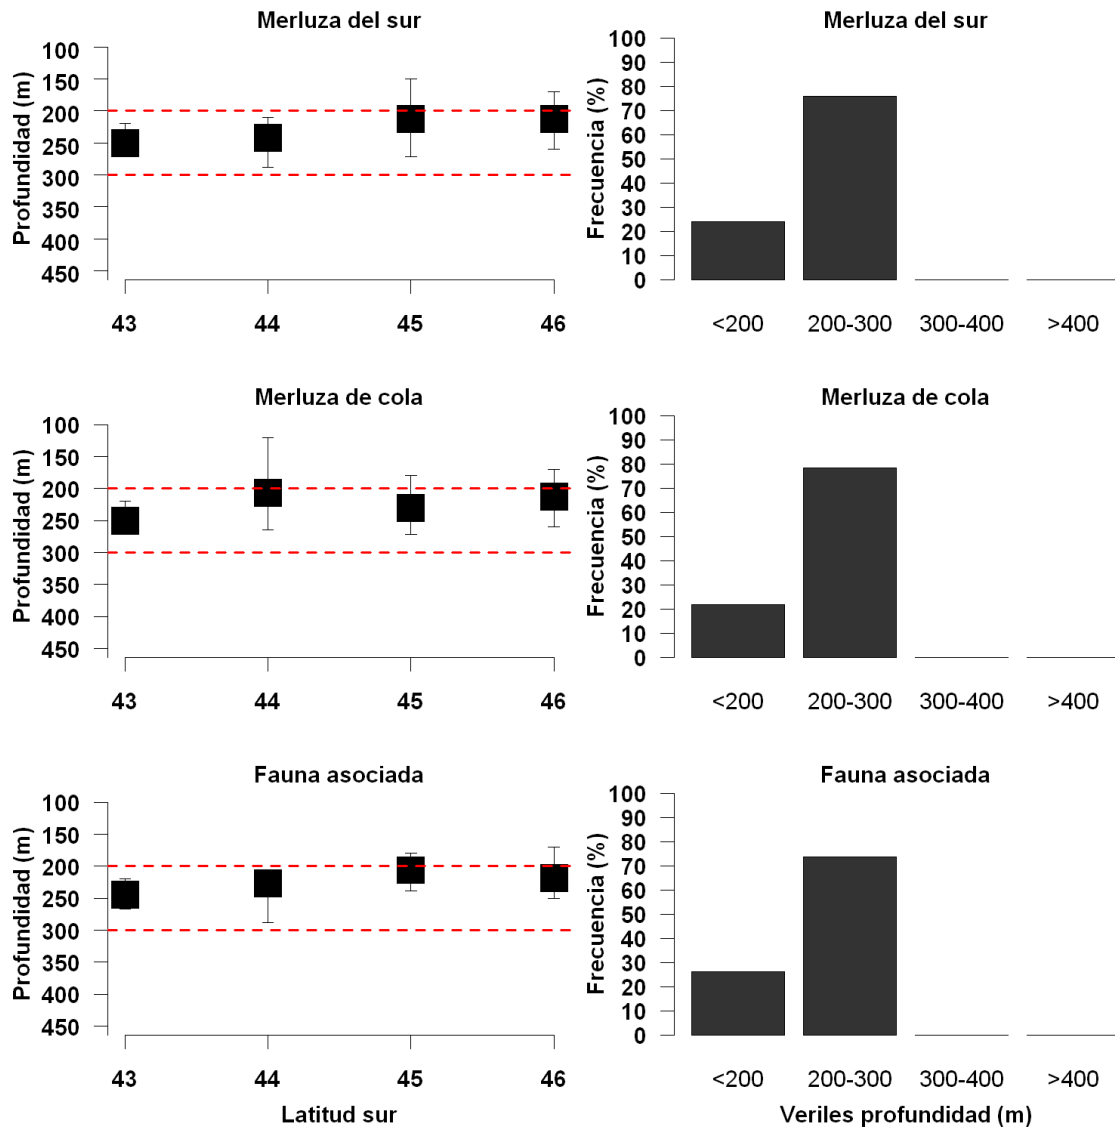 Merluza del sur
Profundidad (m)
100
150
200
250
300
350
400
450
43 44 45 46
Merluza del sur
Frecuencia (%)
100
90
80
70
60
50
40
30
20
10
0
<200 200-300 300-400 >400
Merluza de cola
Profundidad (m)
100
150
200
250
300
350
400
450
43 44 45 46
Merluza de cola
Frecuencia (%)
100
90
80
70
60
50
40
30
20
10
0
<200 200-300 300-400 >400
Fauna asociada
Profundidad (m)
100
150
200
250
300
350
400
450
43 44 45 46
Latitud sur
Fauna asociada
Frecuencia (%)
100
90
80
70
60
50
40
30
20
10
0
<200 200-300 300-400 >400
Veriles profundidad (m)